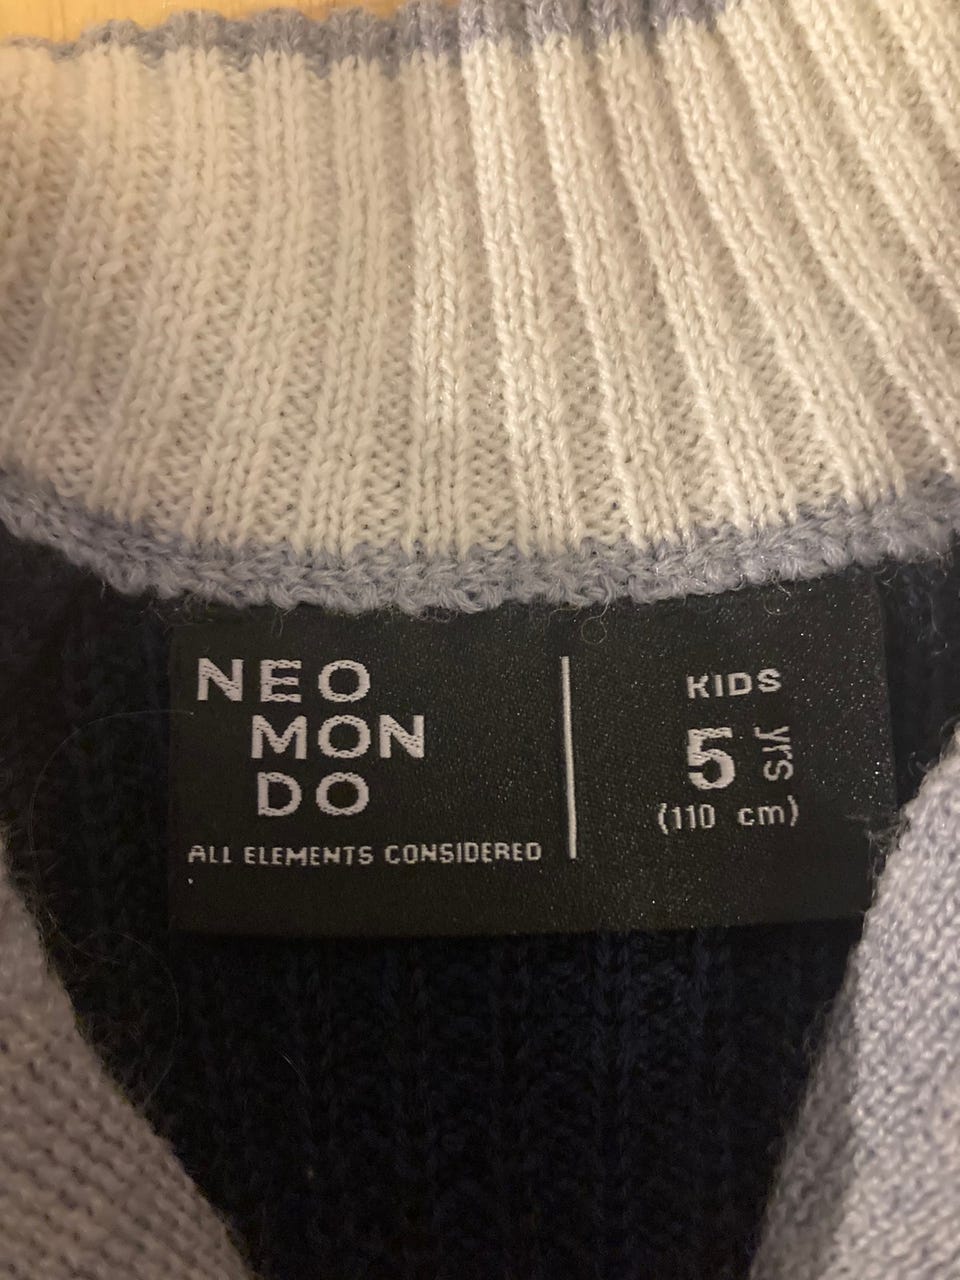 NEO
MON
DO
ALL ELEMENTS CONSIDERED
KIDS
5 yrs
(110 cm)